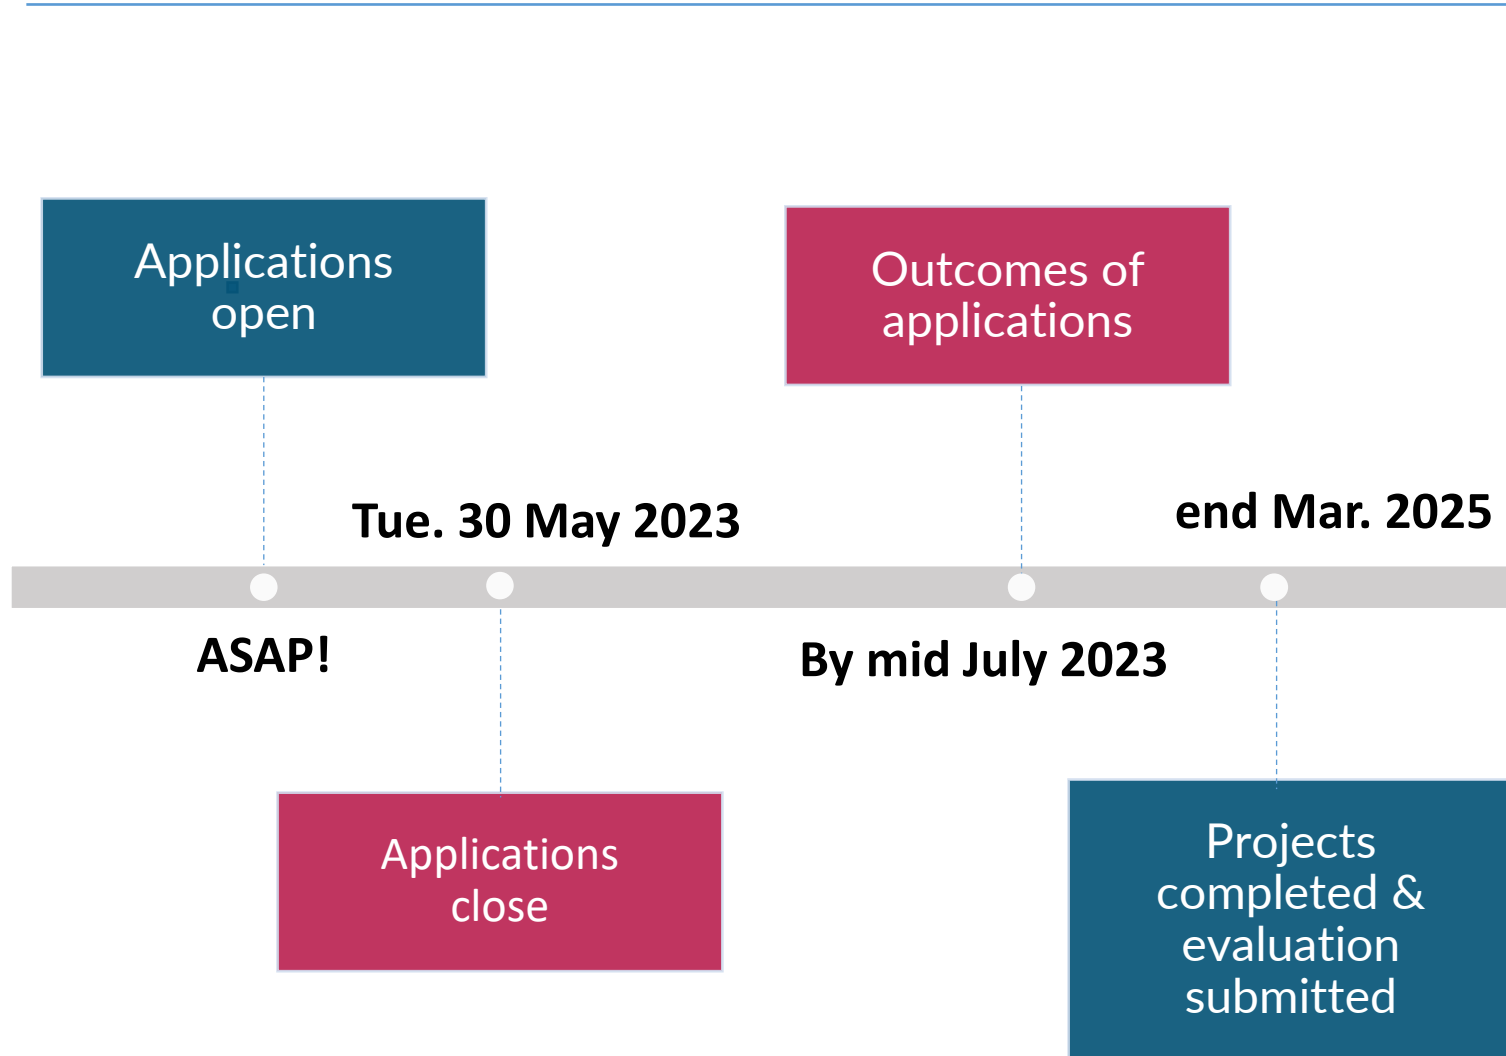 Applications
open
Outcomes of
applications
Tue. 30 May 2023
end Mar. 2025
ASAP!
By mid July 2023
Applications
close
Projects
completed &
evaluation
submitted